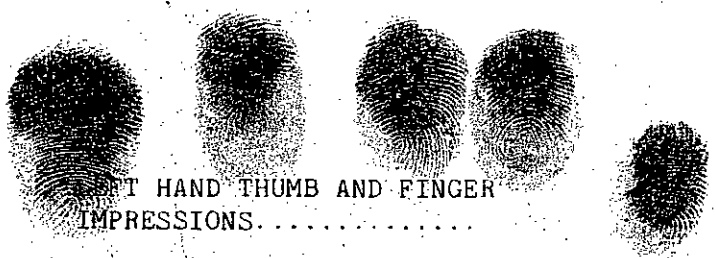 LEFT HAND THUMB AND FINGER
IMPRESSIONS...............